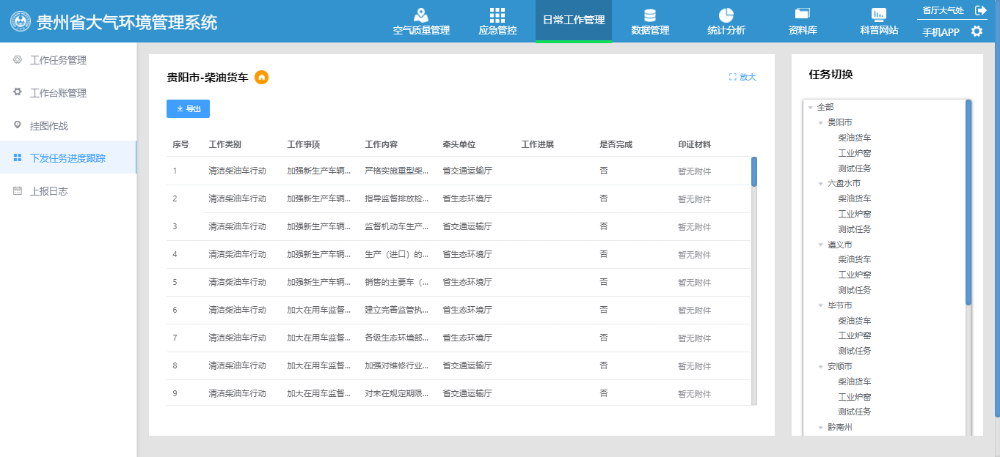 贵州省大气环境管理系统
空气质量管理
应急管控
日常工作管理
数据管理
统计分析
资料库
科普网站
省厅大气处
手机APP
工作任务管理
工作台账管理
挂图作战
下发任务进度跟踪
上报日志
贵阳市-柴油货车
放大
导出
序号 工作类别 工作事项 工作内容 牵头单位 工作进展 是否完成 印证材料
1 清洁柴油车行动 加强新生产车辆... 严格实施重型柴... 省交通运输厅 否 暂无附件
2 清洁柴油车行动 加强新生产车辆... 指导监督排放检... 省生态环境厅 否 暂无附件
3 清洁柴油车行动 加强新生产车辆... 监督机动车生产... 省交通运输厅 否 暂无附件
4 清洁柴油车行动 加强新生产车辆... 生产（进口）的... 省生态环境厅 否 暂无附件
5 清洁柴油车行动 加强新生产车辆... 销售的主要车（... 省生态环境厅 否 暂无附件
6 清洁柴油车行动 加大在用车监督... 建立完善监管执... 省生态环境厅 否 暂无附件
7 清洁柴油车行动 加大在用车监督... 各级生态环境部... 省生态环境厅 否 暂无附件
8 清洁柴油车行动 加大在用车监督... 加强对维修行业... 省交通运输厅 否 暂无附件
9 清洁柴油车行动 加大在用车监督... 对未在规定期限... 省交通运输厅 否 暂无附件
任务切换
全部
贵阳市
柴油货车
工业炉窑
测试任务
六盘水市
柴油货车
工业炉窑
测试任务
遵义市
柴油货车
工业炉窑
测试任务
毕节市
柴油货车
工业炉窑
测试任务
安顺市
柴油货车
工业炉窑
测试任务
黔南州